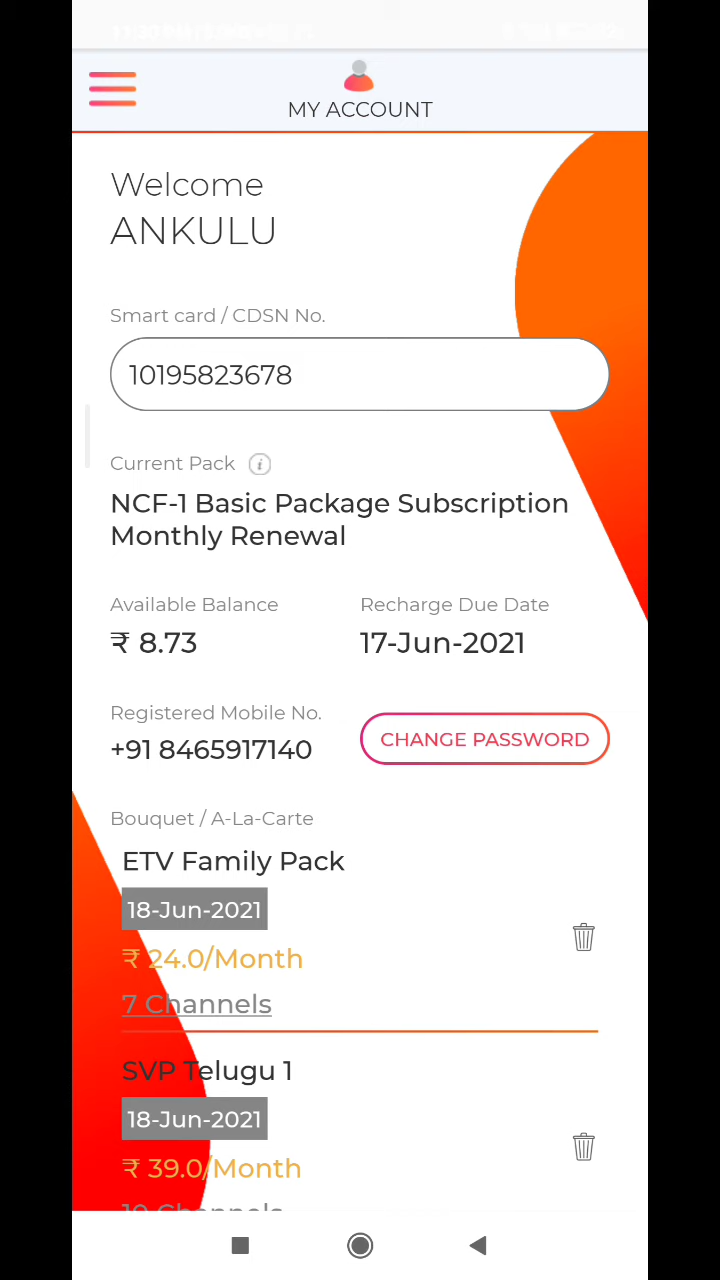 MY ACCOUNT
Welcome
ANKULU
Smart card / CDSN No.
10195823678
Current Pack i
NCF-1 Basic Package Subscription
Monthly Renewal
Available Balance Recharge Due Date
₹ 8.73 17-Jun-2021
Registered Mobile No.
+91 8465917140 CHANGE PASSWORD
Bouquet / A-La-Carte
ETV Family Pack
18-Jun-2021
₹ 24.0/Month
7 Channels
SVP Telugu 1
18-Jun-2021
₹ 39.0/Month
10 Channels